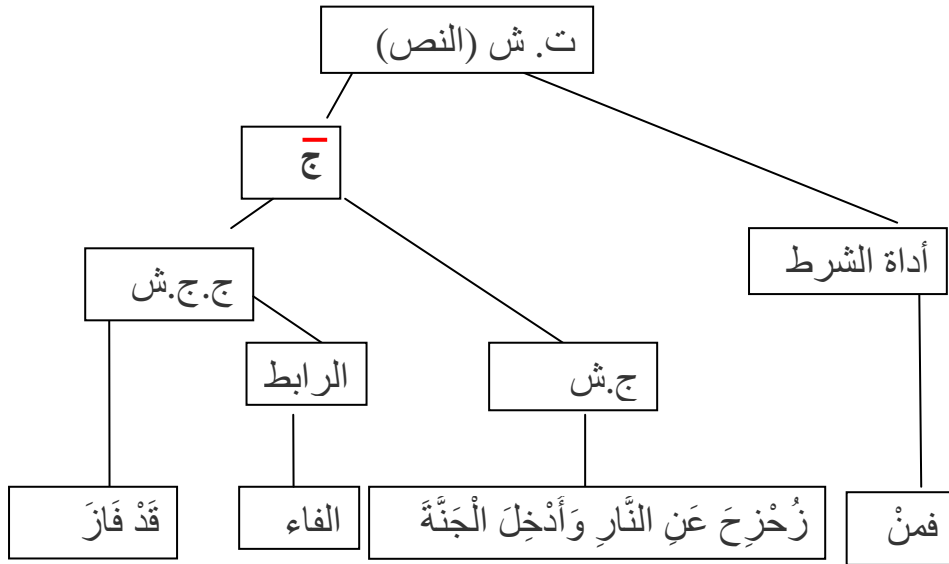 ت. ش (النص)
ج
أداة الشرط
ج.ج.ش
الرابط
ج.ش
فمنْ
زُحْزِحَ عَنِ النَّارِ وَأُدْخِلَ الْجَنَّةَ
الفاء
قَدْ فَازَ